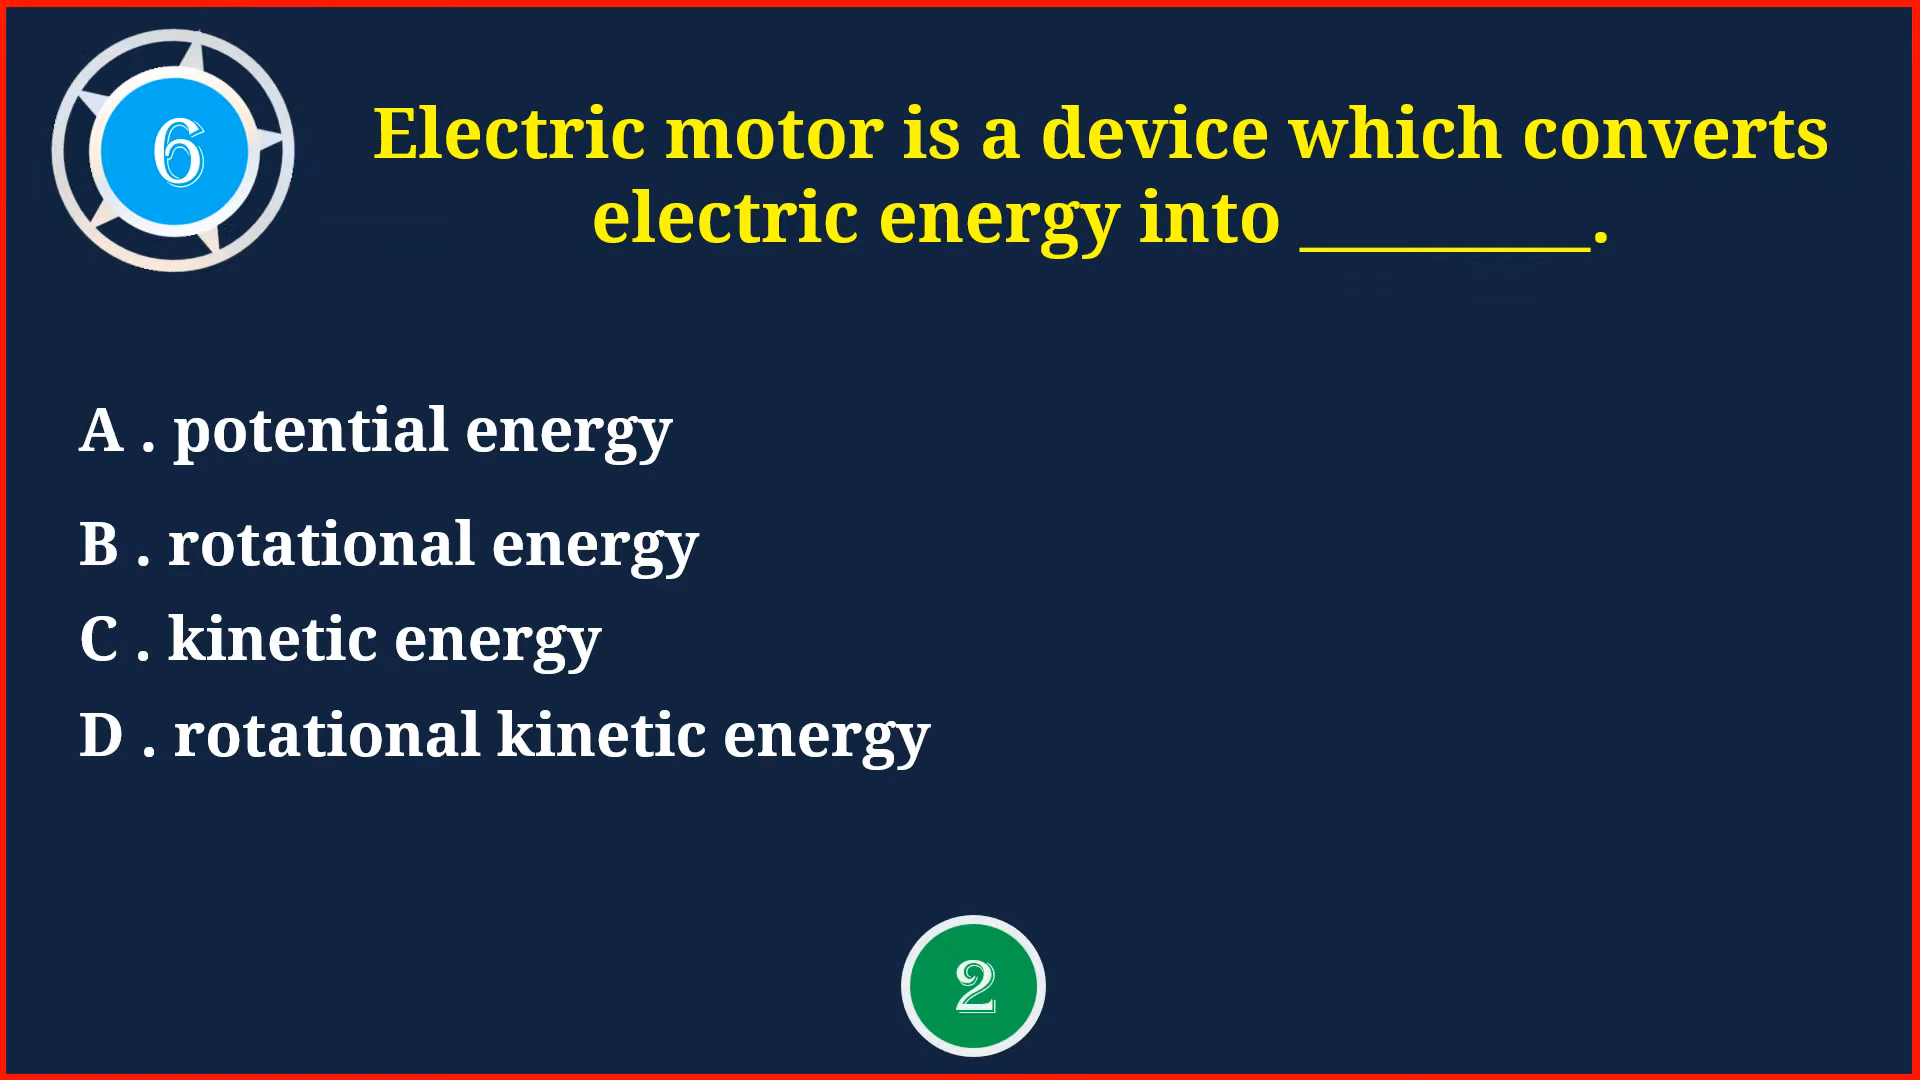 6
Electric motor is a device which converts
electric energy into __________.
A . potential energy
B . rotational energy
C . kinetic energy
D . rotational kinetic energy
2